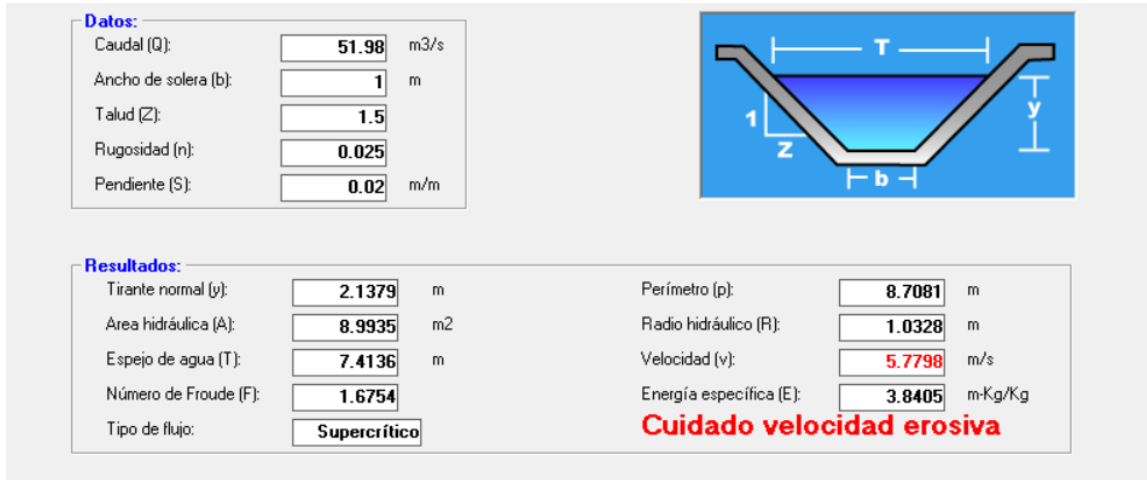 Datos:
Caudal (Q): 51.98 m3/s
Ancho de solera (b): 1 m
Talud (Z): 1.5
Rugosidad (n): 0.025
Pendiente (S): 0.02 m/m
T
1
Z
y
b
Resultados:
Tirante normal (y): 2.1379 m Perímetro (p): 8.7081 m
Area hidráulica (A): 8.9935 m2 Radio hidráulico (R): 1.0328 m
Espejo de agua (T): 7.4136 m Velocidad (v): 5.7798 m/s
Número de Froude (F): 1.6754 Energía específica (E): 3.8405 m-Kg/Kg
Tipo de flujo: Supercrítico Cuidado velocidad erosiva